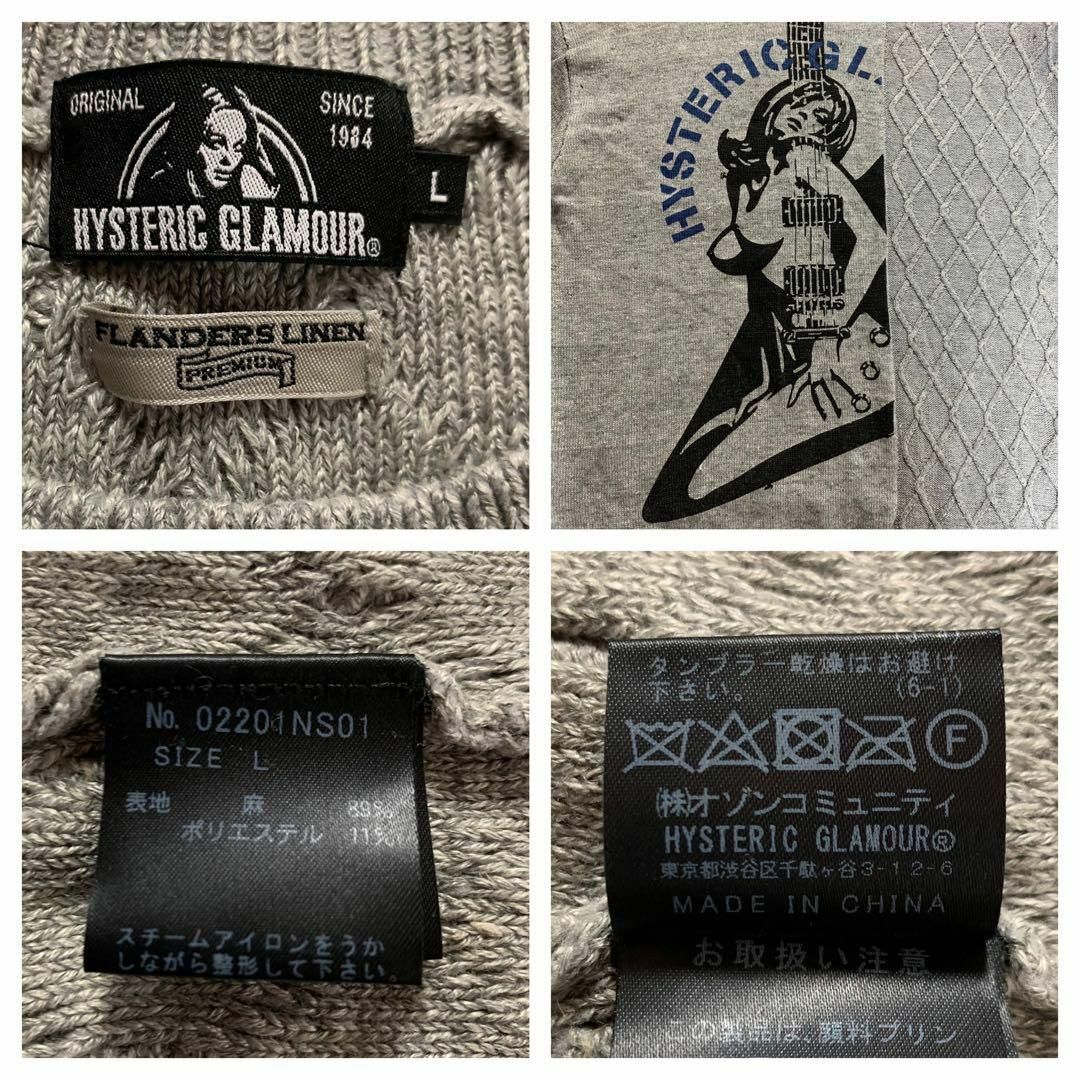 ORIGINAL
SINCE
1984
HYSTERIC GLAMOUR®
L
FLANDERS LINEN
PREMIUM
HYSTERIC GL
No. 02201NS01
SIZE L
表地 麻 89%
ポリエステル 11%
スチームアイロンをうか
しながら整形して下さい。
タンブラー乾燥はお避け
下さい。 (6-1)
F
㈱オゾンコミュニティ
HYSTERIC GLAMOUR®
東京都渋谷区千駄ヶ谷3-12-6
MADE IN CHINA
お取扱い注意
この製品は、顔料プリン